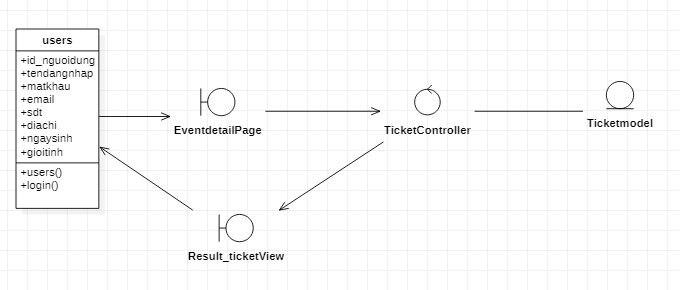 users
+id_nguoidung
+tendangnhap
+matkhau
+email
+sdt
+diachi
+ngaysinh
+gioitinh
+users()
+login()
EventdetailPage
TicketController
Ticketmodel
Result_ticketView